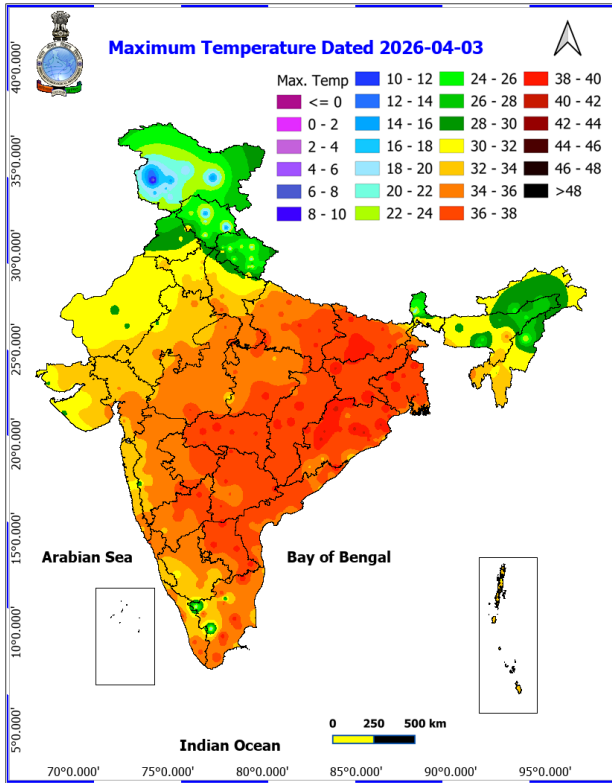 Maximum Temperature Dated 2026-04-03
Max. Temp
<= 0
0 - 2
2 - 4
4 - 6
6 - 8
8 - 10
10 - 12
12 - 14
14 - 16
16 - 18
18 - 20
20 - 22
22 - 24
24 - 26
26 - 28
28 - 30
30 - 32
32 - 34
34 - 36
36 - 38
38 - 40
40 - 42
42 - 44
44 - 46
46 - 48
>48
40°0.000'
35°0.000'
30°0.000'
25°0.000'
20°0.000'
15°0.000'
10°0.000'
5°0.000'
Arabian Sea
Bay of Bengal
Indian Ocean
0 250 500 km
70°0.000' 75°0.000' 80°0.000' 85°0.000' 90°0.000' 95°0.000'